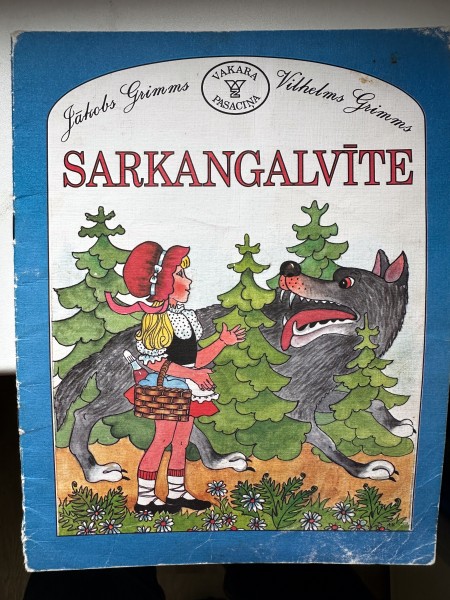 Jākobs Grimms
VAKARA
PASACIŅA
Vilhelms Grimms
SARKANGALVĪTE